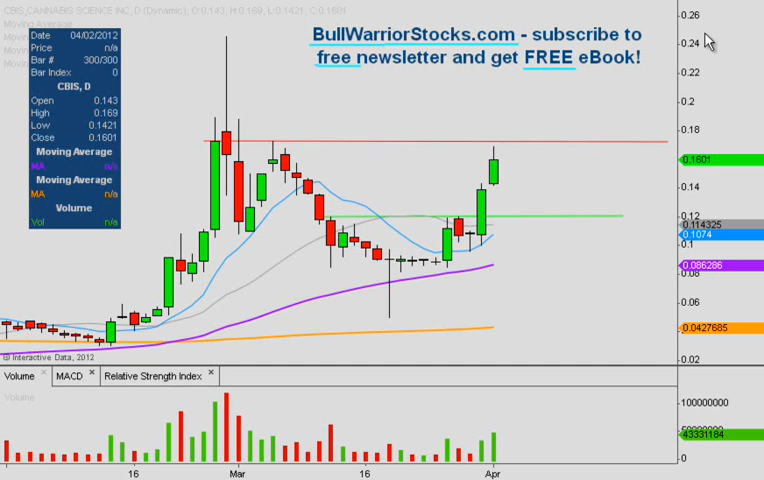 CBIS,CANNABIS SCIENCE INC,D (Dynamic), O:0.143, H:0.169, L:0.1421, C:0.1601
Moving Average
Moving Av
Mov
BullWarriorStocks.com - subscribe to
free newsletter and get FREE eBook!
Date 04/02/2012
Price n/a
Bar # 300/300
Bar Index 0
CBIS, D
Open 0.143
High 0.169
Low 0.1421
Close 0.1601
Moving Average
MA n/a
Moving Average
MA n/a
Volume
Vol n/a
0.26
0.24
0.22
0.2
0.18
0.1601
0.14
0.12
0.114325
0.1074
0.1
0.086286
0.08
0.06
0.0427685
0.02
© Interactive Data, 2012
Volume MACD Relative Strength Index
Volume
100000000
43331184
0
16 Mar 16 Apr